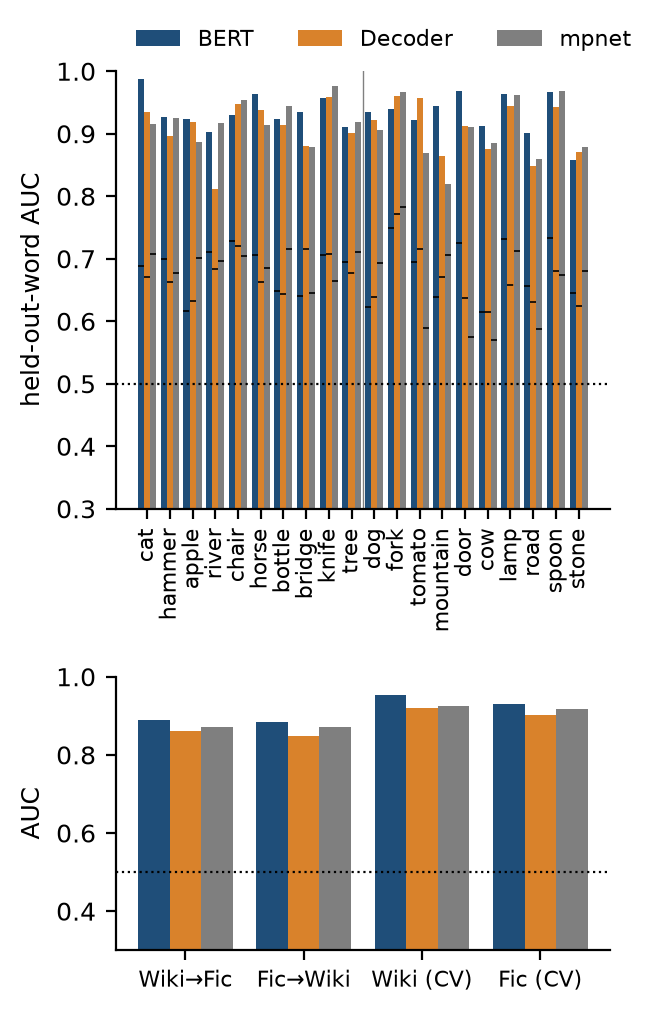 BERT Decoder mpnet
held-out-word AUC
1.0
0.9
0.8
0.7
0.6
0.5
0.4
0.3
cat
hammer
apple
river
chair
horse
bottle
bridge
knife
tree
dog
fork
tomato
mountain
door
cow
lamp
road
spoon
stone
AUC
1.0
0.8
0.6
0.4
Wiki→Fic Fic→Wiki Wiki (CV) Fic (CV)